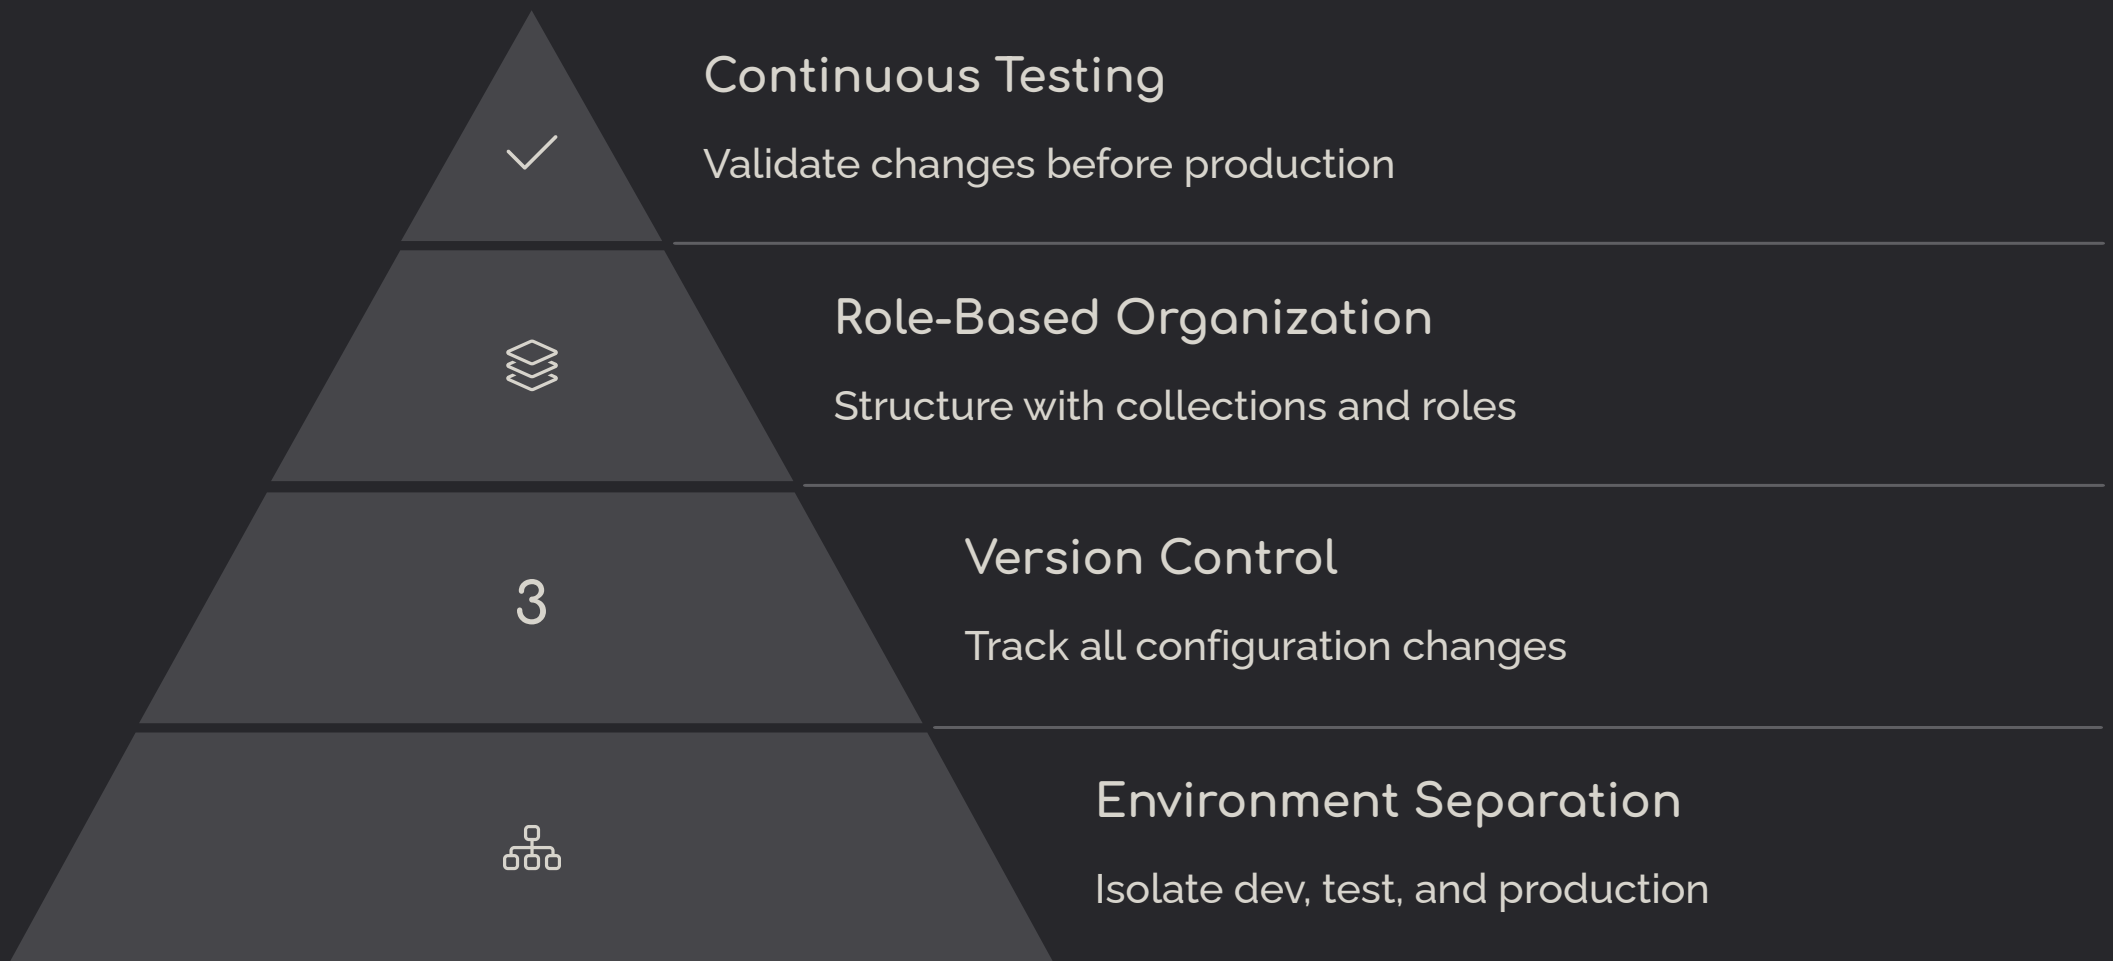 Continuous Testing
Validate changes before production
Role-Based Organization
Structure with collections and roles
3
Version Control
Track all configuration changes
Environment Separation
Isolate dev, test, and production